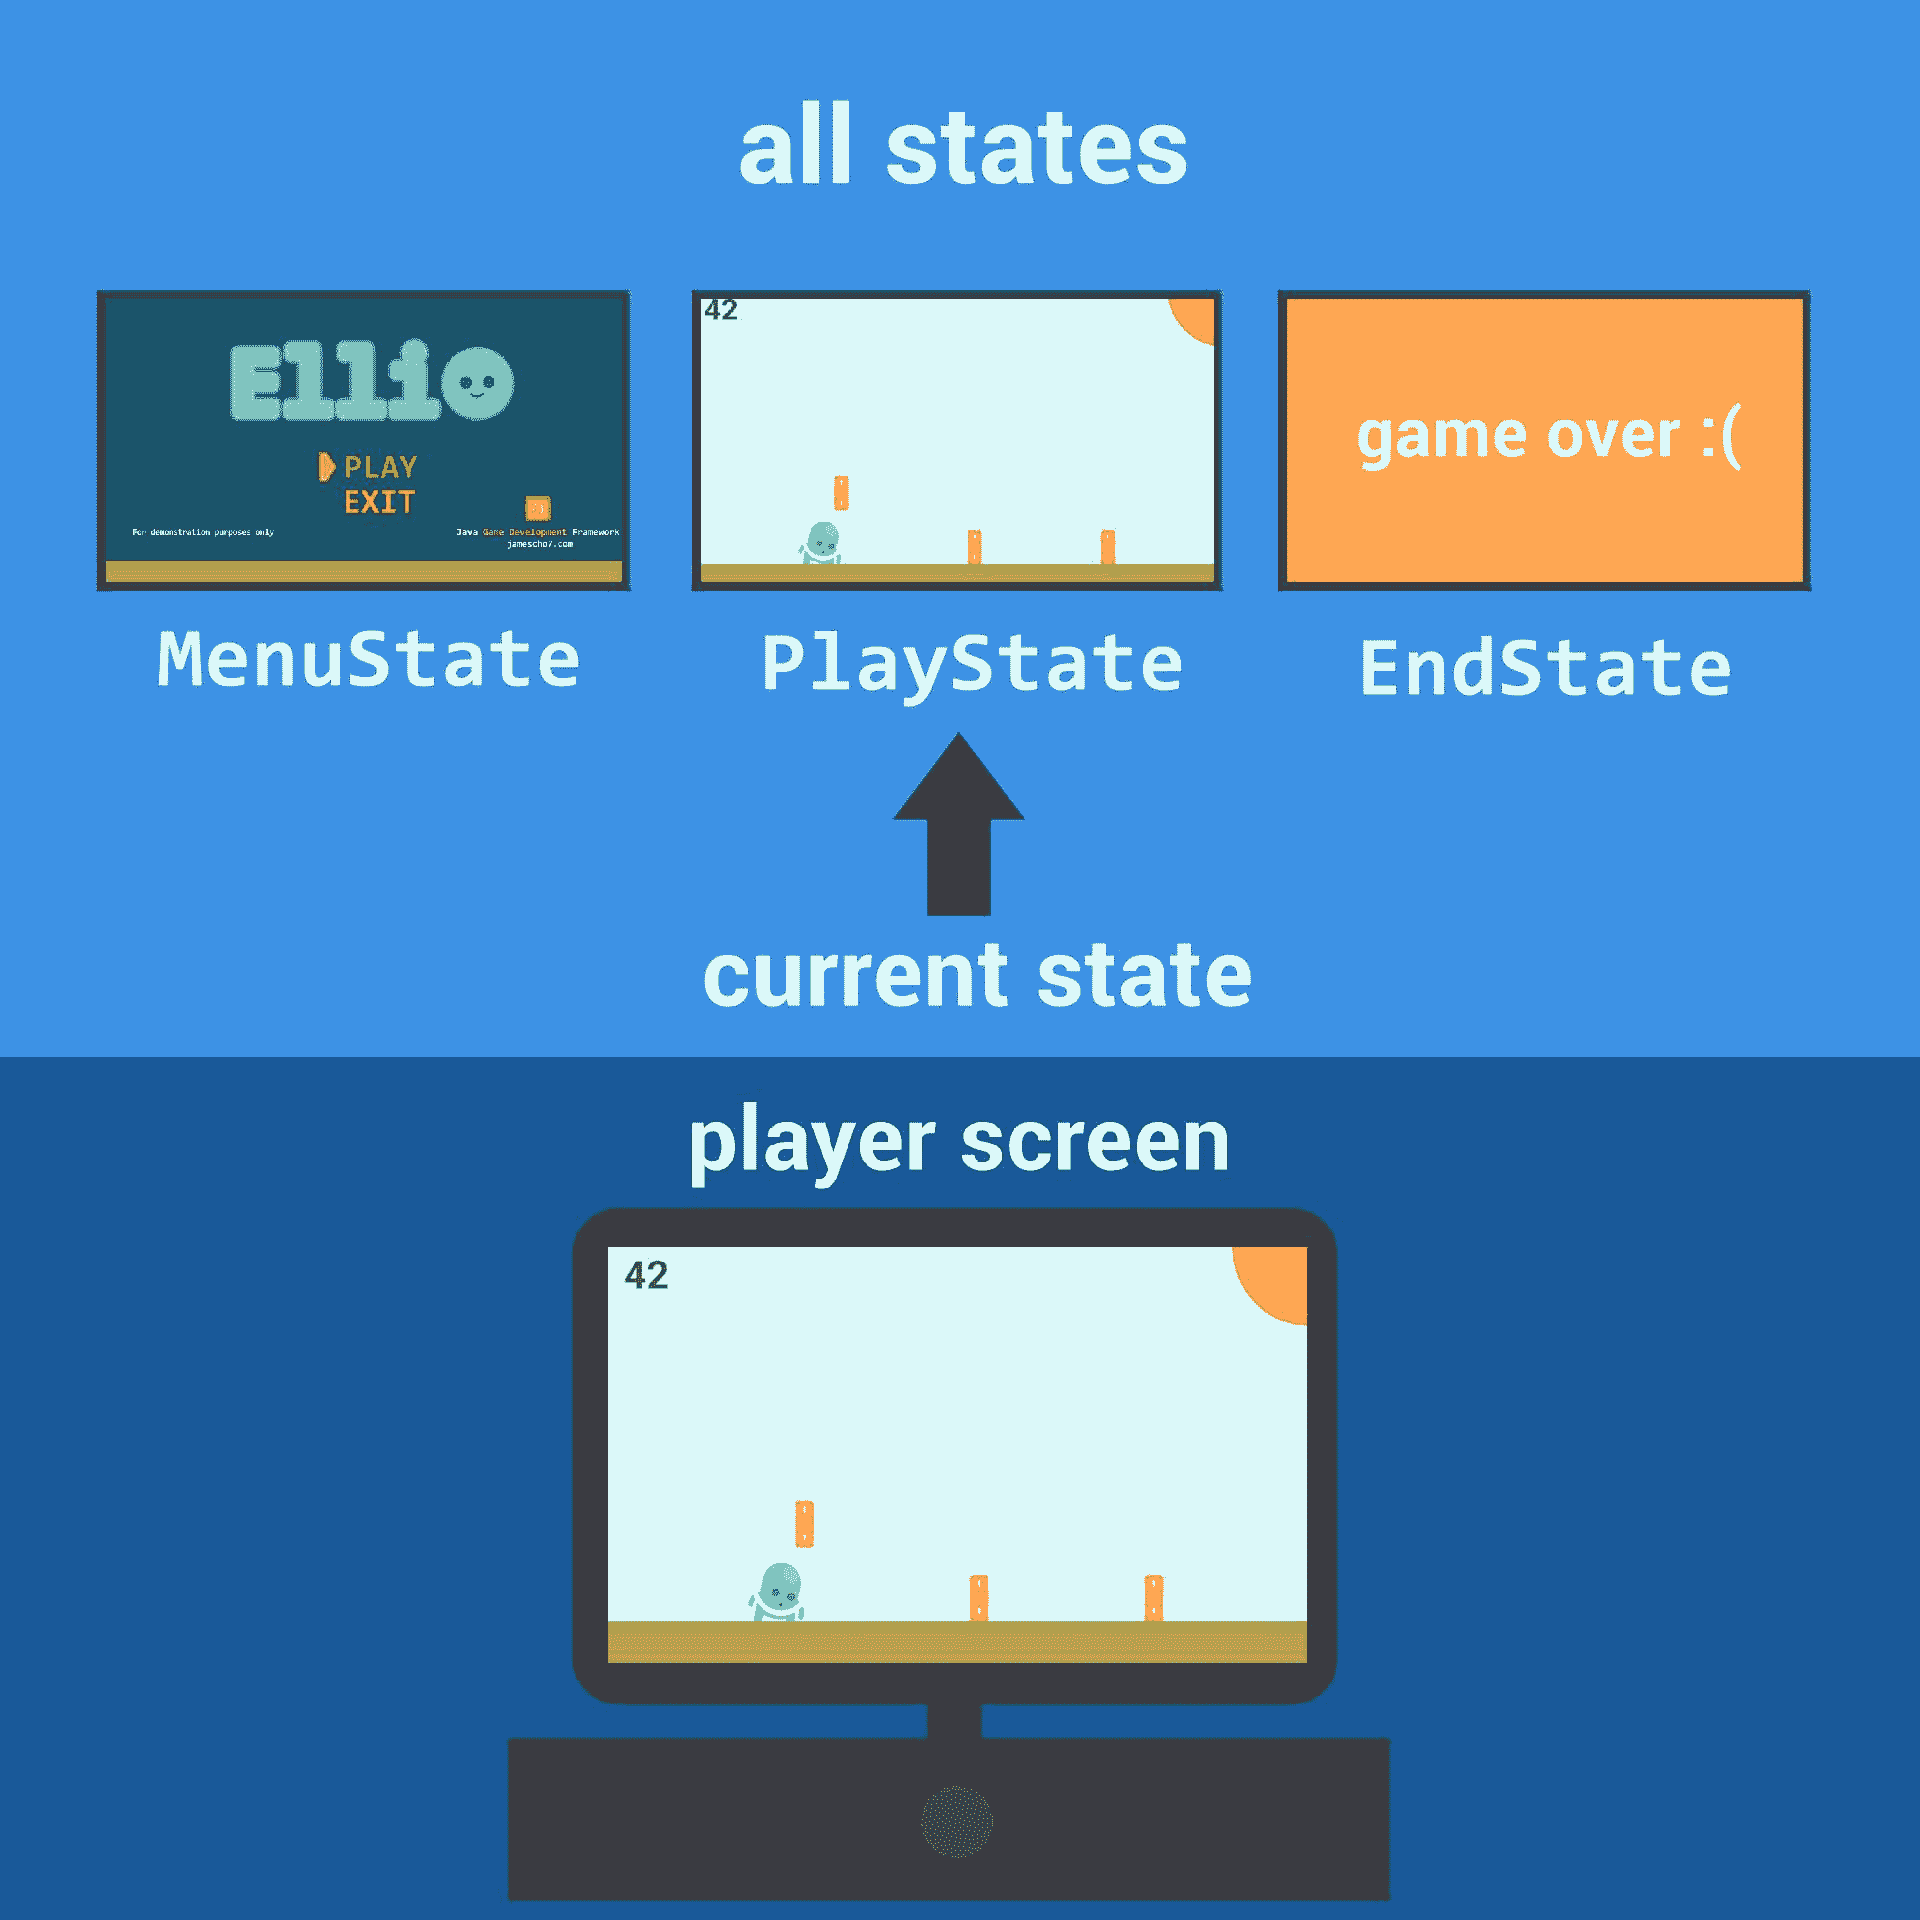 all states
Ellio
PLAY
EXIT
For demonstration purposes only
Java Game Development Framework
jamescho7.com
42
game over :(
MenuState
PlayState
EndState
current state
player screen
42